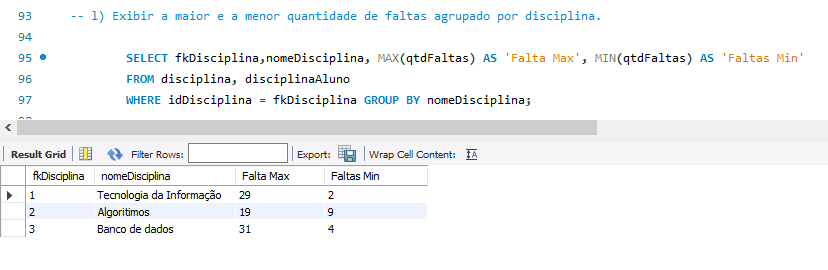 93 -- l) Exibir a maior e a menor quantidade de faltas agrupado por disciplina.
94
95 SELECT fkDisciplina,nomeDisciplina, MAX(qtdFaltas) AS 'Falta Max', MIN(qtdFaltas) AS 'Faltas Min'
96 FROM disciplina, disciplinaAluno
97 WHERE idDisciplina = fkDisciplina GROUP BY nomeDisciplina;
Result Grid Filter Rows: Export: Wrap Cell Content:
fkDisciplina nomeDisciplina Falta Max Faltas Min
1 Tecnologia da Informação 29 2
2 Algoritimos 19 9
3 Banco de dados 31 4